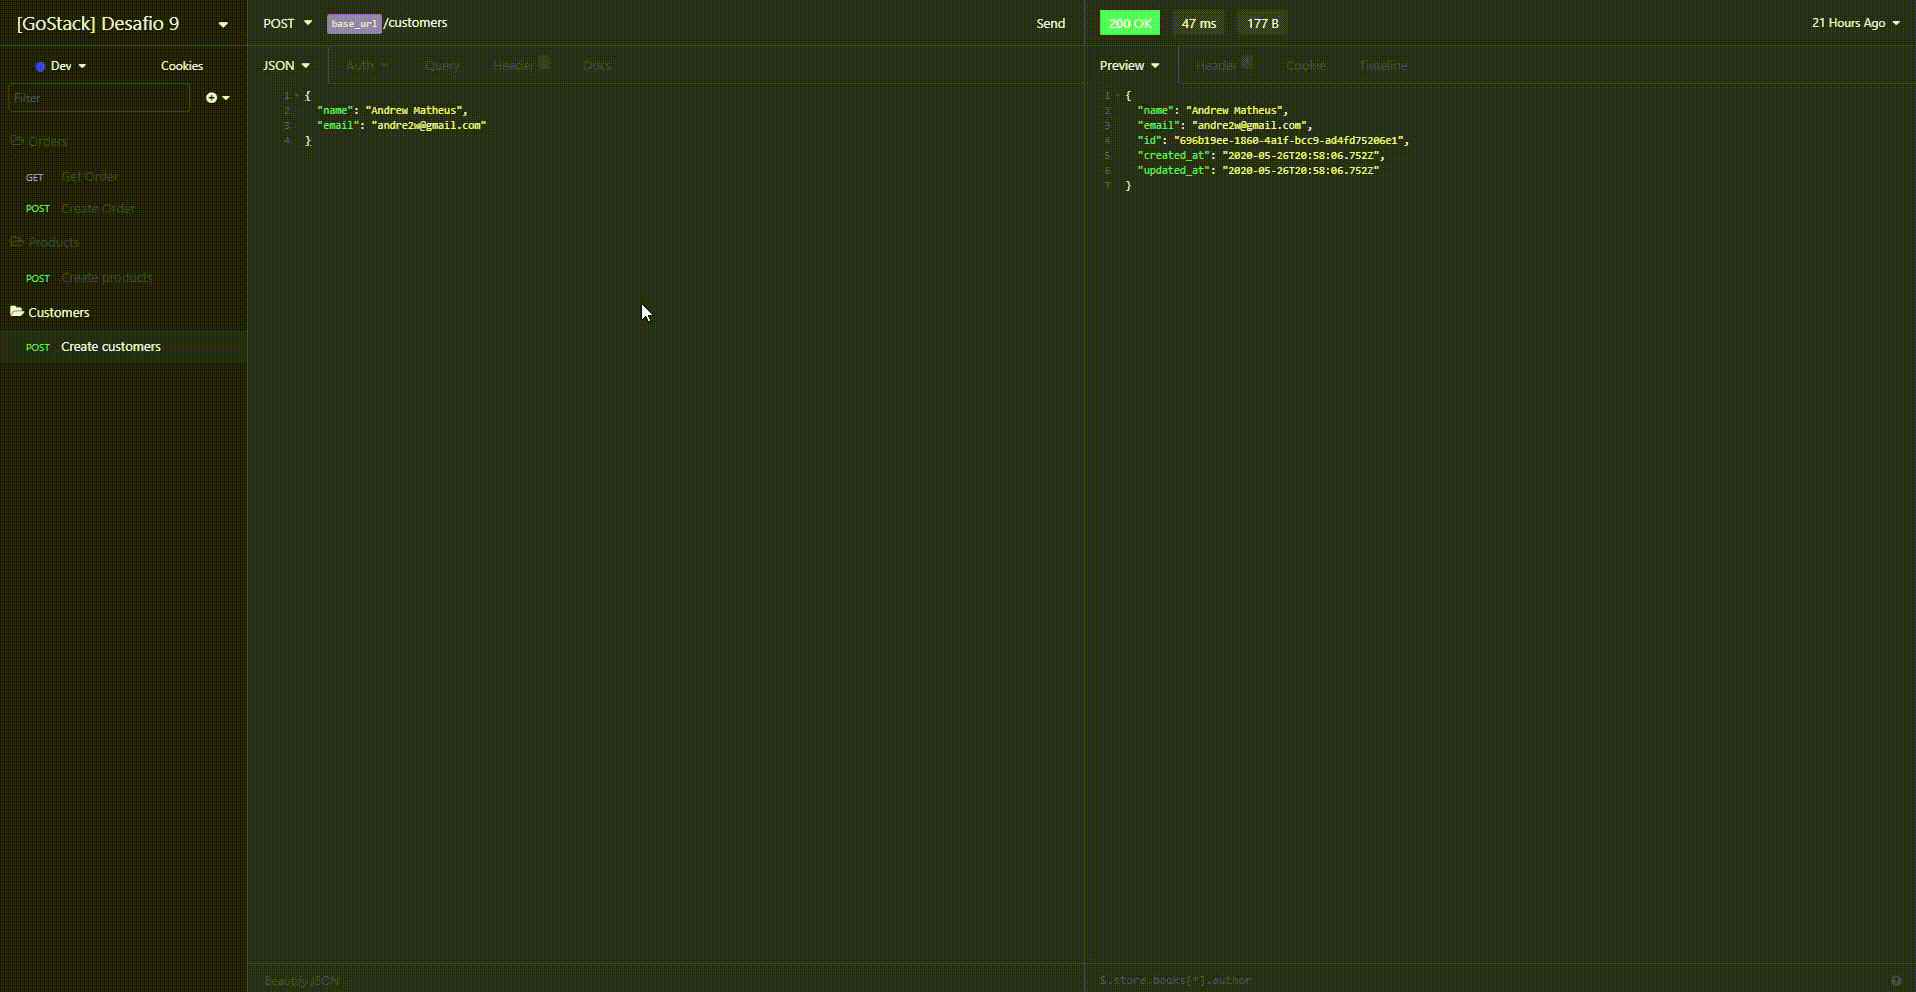 [GoStack] Desafio 9
Dev
Cookies
Filter
Orders
GET Get Order
POST Create Order
Products
POST Create products
Customers
POST Create customers
POST base_url/customers Send
JSON Auth Query Header Docs
1 {
2 "name": "Andrew Matheus",
3 "email": "andre2w@gmail.com"
4 }
Beautify JSON
200 OK 47 ms 177 B 21 Hours Ago
Preview Header Cookie Timeline
1 {
2 "name": "Andrew Matheus",
3 "email": "andre2w@gmail.com",
4 "id": "696b19ee-1860-4a1f-bcc9-ad4fd75206e1",
5 "created_at": "2020-05-26T20:58:06.752Z",
6 "updated_at": "2020-05-26T20:58:06.752Z"
7 }
$.store.books[*].author